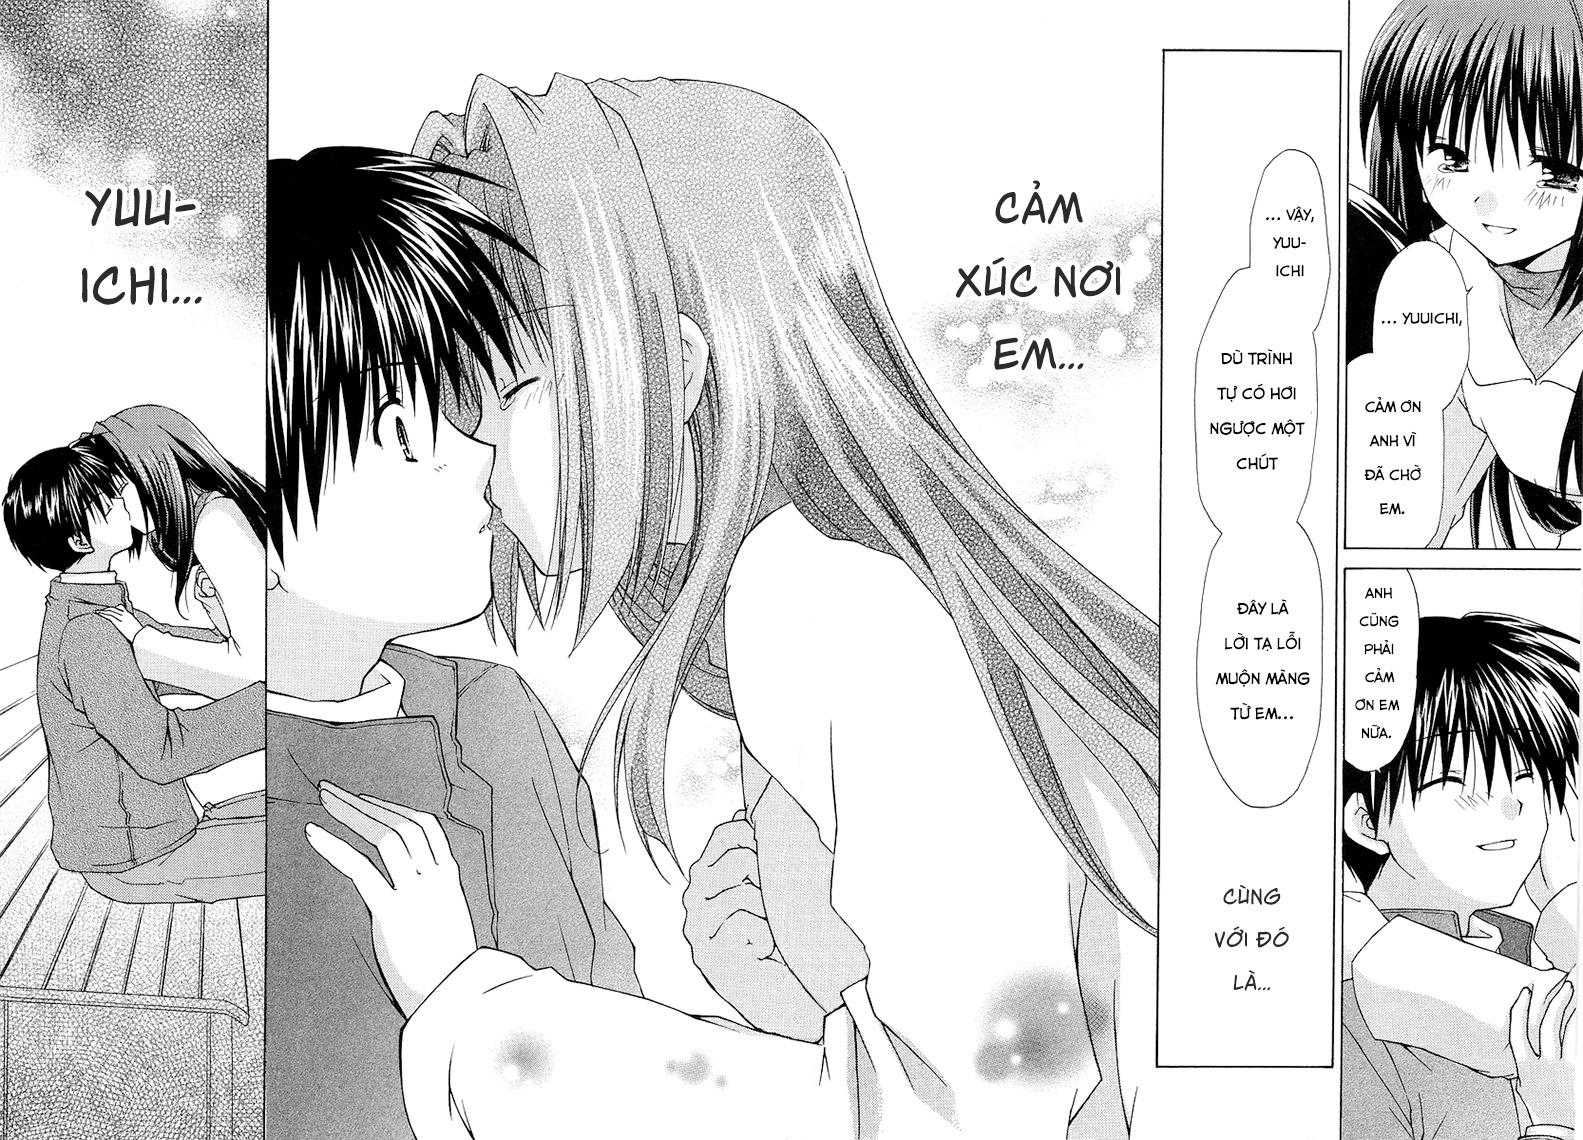 ... YUUICHI,
CẢM ƠN
ANH VÌ
ĐÃ CHỜ
EM.
ANH
CŨNG
PHẢI
CẢM
ƠN EM
NỮA.
... VẬY,
YUU-
ICHI
DÙ TRÌNH
TỰ CÓ HƠI
NGƯỢC MỘT
CHÚT
ĐÂY LÀ
LỜI TẠ LỖI
MUỘN MÀNG
TỪ EM...
CÙNG
VỚI ĐÓ
LÀ...
CẢM
XÚC NƠI
EM...
YUU-
ICHI...